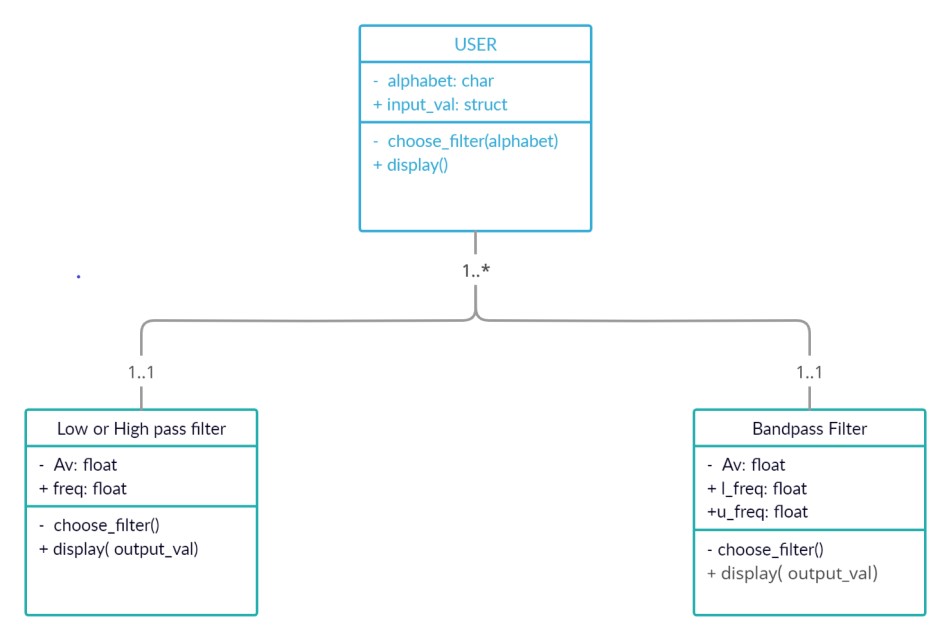 USER
- alphabet: char
+ input_val: struct
- choose_filter(alphabet)
+ display()
1..*
1..1
1..1
Low or High pass filter
- Av: float
+ freq: float
- choose_filter()
+ display( output_val)
Bandpass Filter
- Av: float
+ l_freq: float
+u_freq: float
- choose_filter()
+ display( output_val)